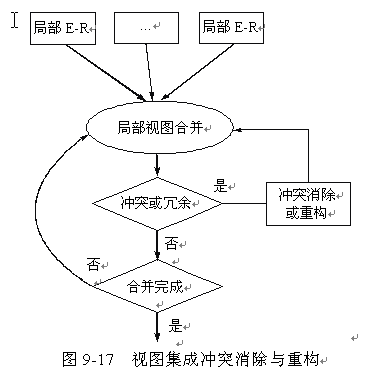 局部 E-R
...
局部 E-R
局部视图合并
是
冲突或冗余
冲突消除
或重构
否
否
合并完成
是
图 9-17 视图集成冲突消除与重构